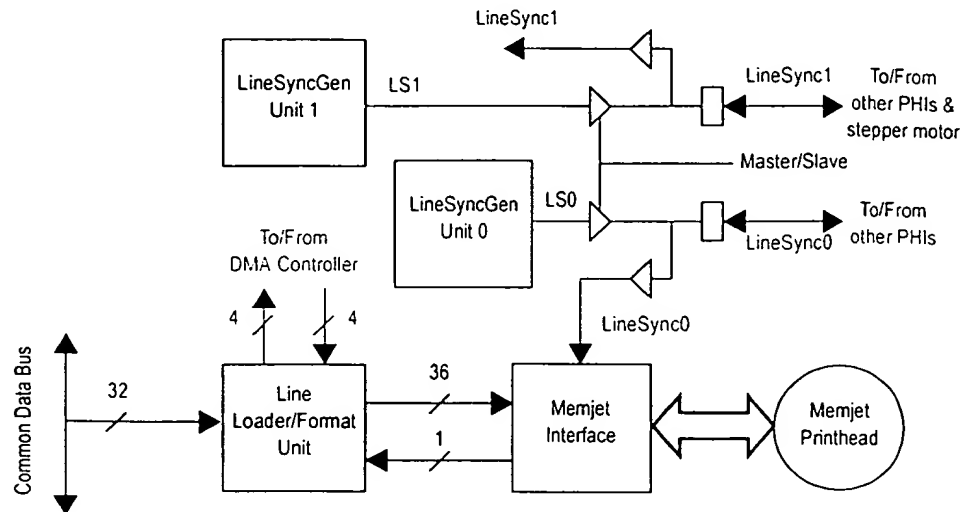 LineSync1
LineSyncGen
Unit 1
LS1
LineSync1
To/From
other PHIs &
stepper motor
Master/Slave
LineSyncGen
Unit 0
LS0
LineSync0
To/From
other PHIs
To/From
DMA Controller
4
4
LineSync0
Common Data Bus
32
Line
Loader/Format
Unit
36
1
Memjet
Interface
Memjet
Printhead